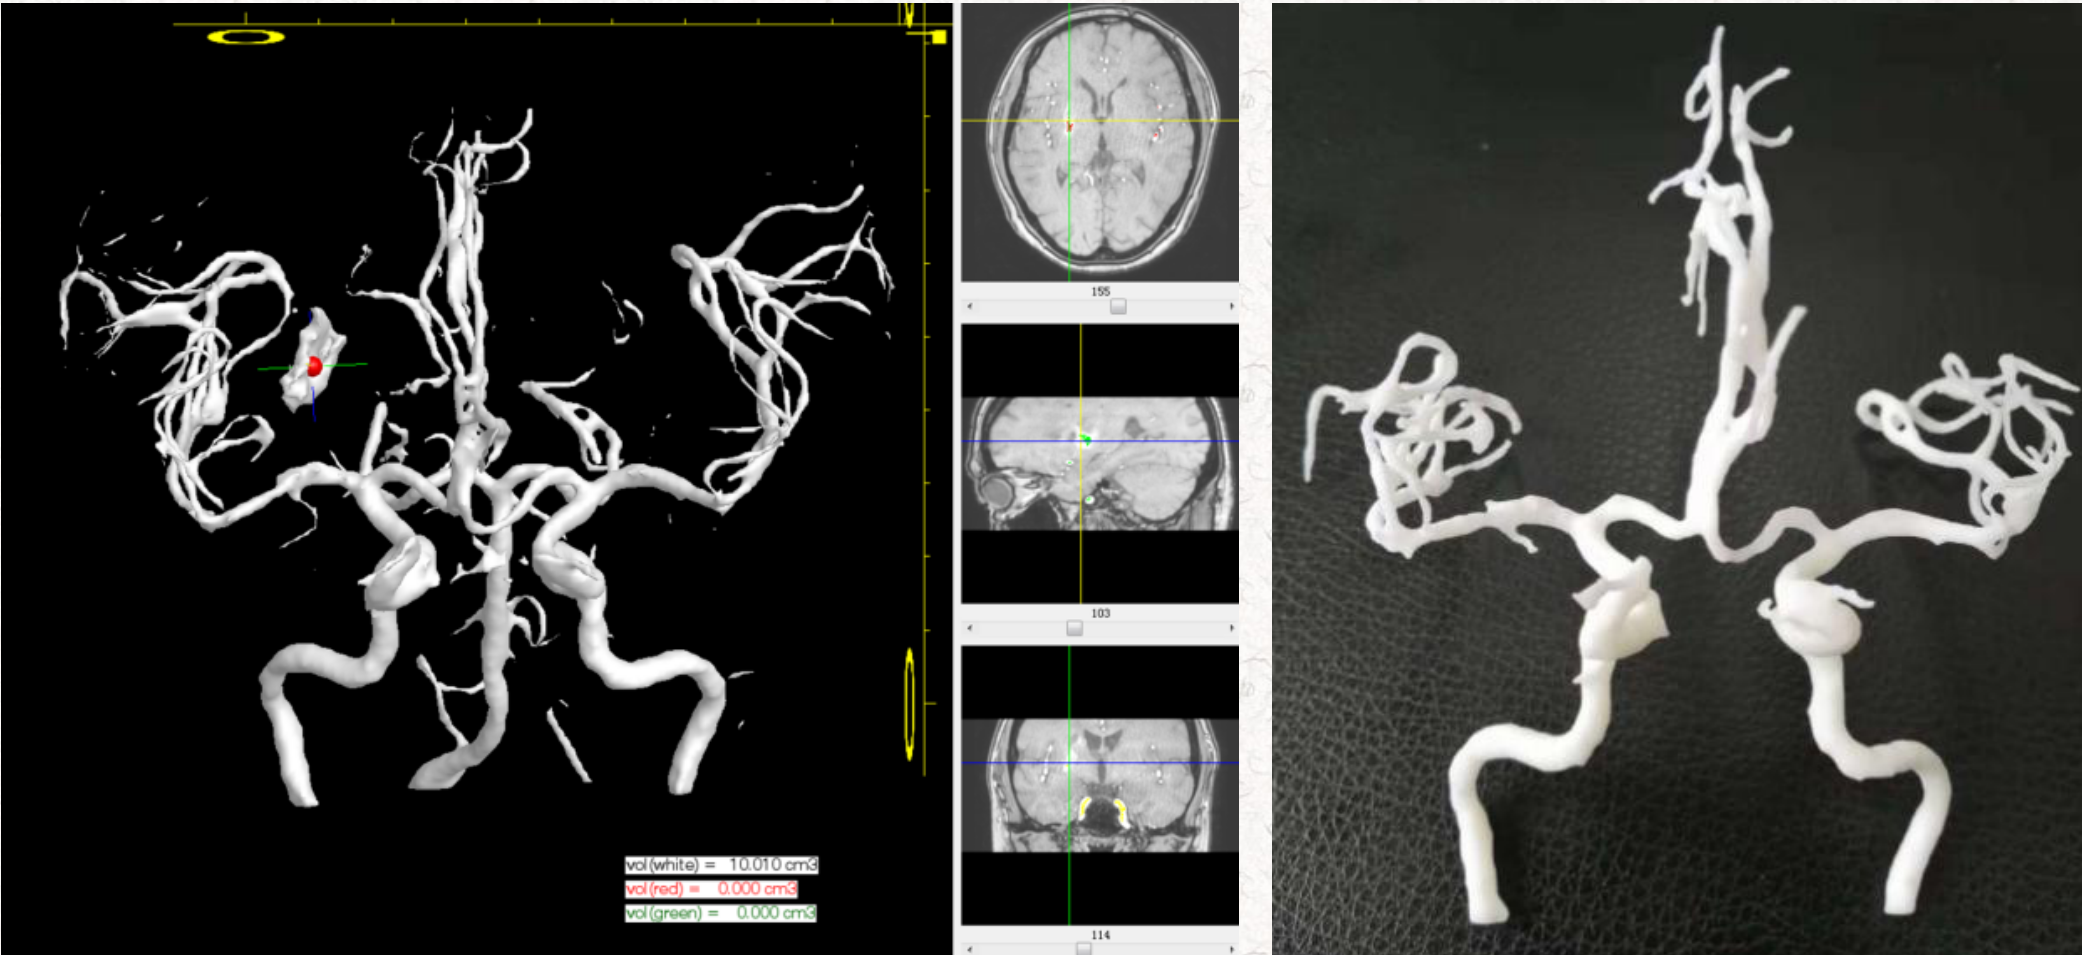 vol(white) = 10.010 cm3
vol(red) = 0.000 cm3
vol(green) = 0.000 cm3
155
103
114